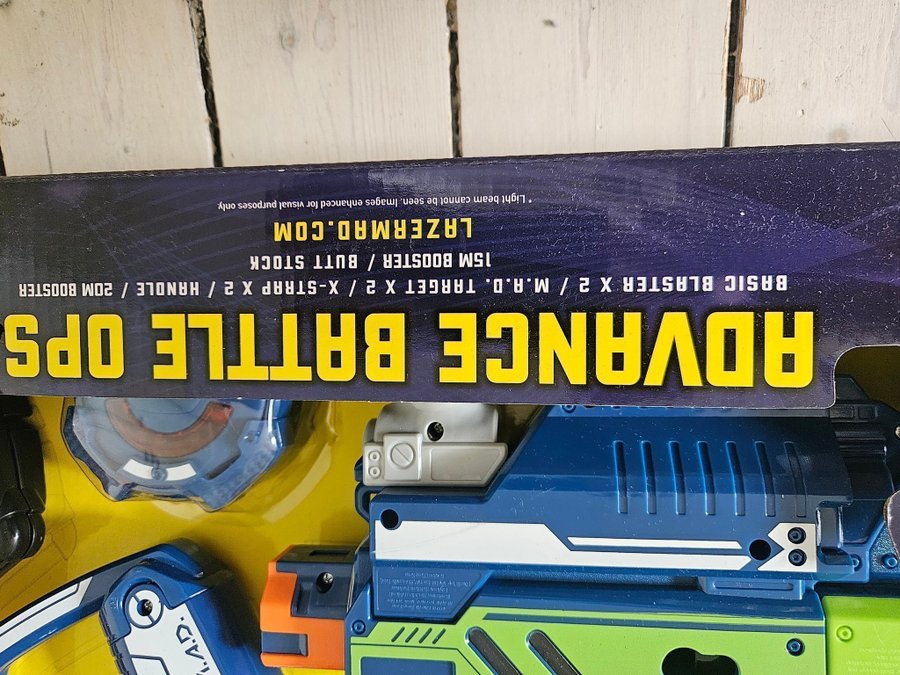 ADVANCE BATTLE OPS
BASIC BLASTER X 2 / M.A.D. TARGET X 2 / X-STRAP X 2 / HANDLE / 20M BOOSTER
15M BOOSTER / BUTT STOCK
LAZERMAD.COM
* Light beam cannot be seen. Images enhanced for visual purposes only.
.A.D.